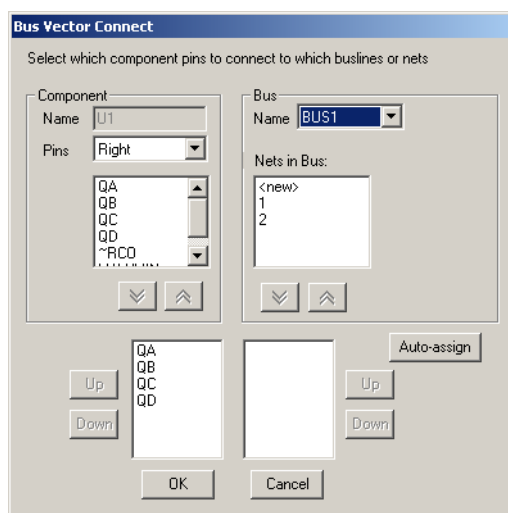 Bus Vector Connect
Select which component pins to connect to which buslines or nets
Component
Name U1
Pins Right
QA
QB
QC
QD
~RCO
Bus
Name BUS1
Nets in Bus:
<new>
1
2
Auto-assign
Up
Down
QA
QB
QC
QD
Up
Down
OK
Cancel